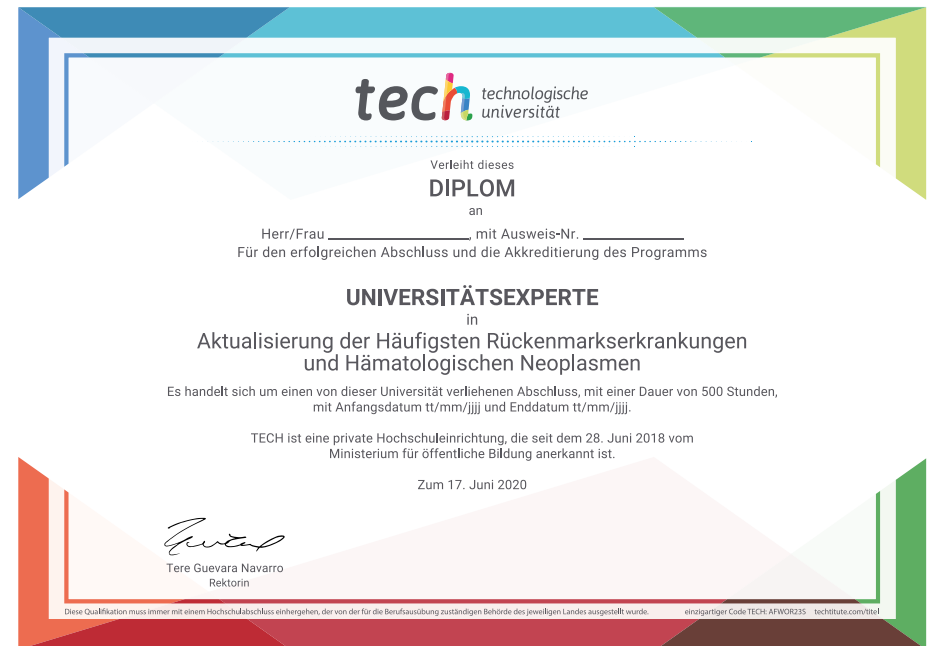 tech technologische
universität
Verleiht dieses
DIPLOM
an
Herr/Frau ____________________, mit Ausweis-Nr. ______________
Für den erfolgreichen Abschluss und die Akkreditierung des Programms
UNIVERSITÄTSEXPERTE
in
Aktualisierung der Häufigsten Rückenmarkserkrankungen
und Hämatologischen Neoplasmen
Es handelt sich um einen von dieser Universität verliehenen Abschluss, mit einer Dauer von 500 Stunden,
mit Anfangsdatum tt/mm/jjjj und Enddatum tt/mm/jjjj.
TECH ist eine private Hochschuleinrichtung, die seit dem 28. Juni 2018 vom
Ministerium für öffentliche Bildung anerkannt ist.
Zum 17. Juni 2020
Tere Guevara Navarro
Rektorin
Diese Qualifikation muss immer mit einem Hochschulabschluss einhergehen, der von der für die Berufsausübung zuständigen Behörde des jeweiligen Landes ausgestellt wurde. einzigartiger Code TECH: AFWOR23S techtitute.com/titel